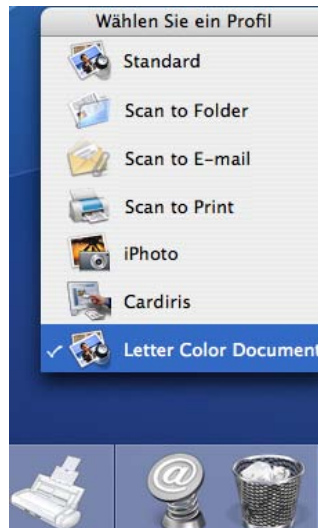 Wählen Sie ein Profil
Standard
Scan to Folder
Scan to E-mail
Scan to Print
iPhoto
Cardiris
Letter Color Document
@